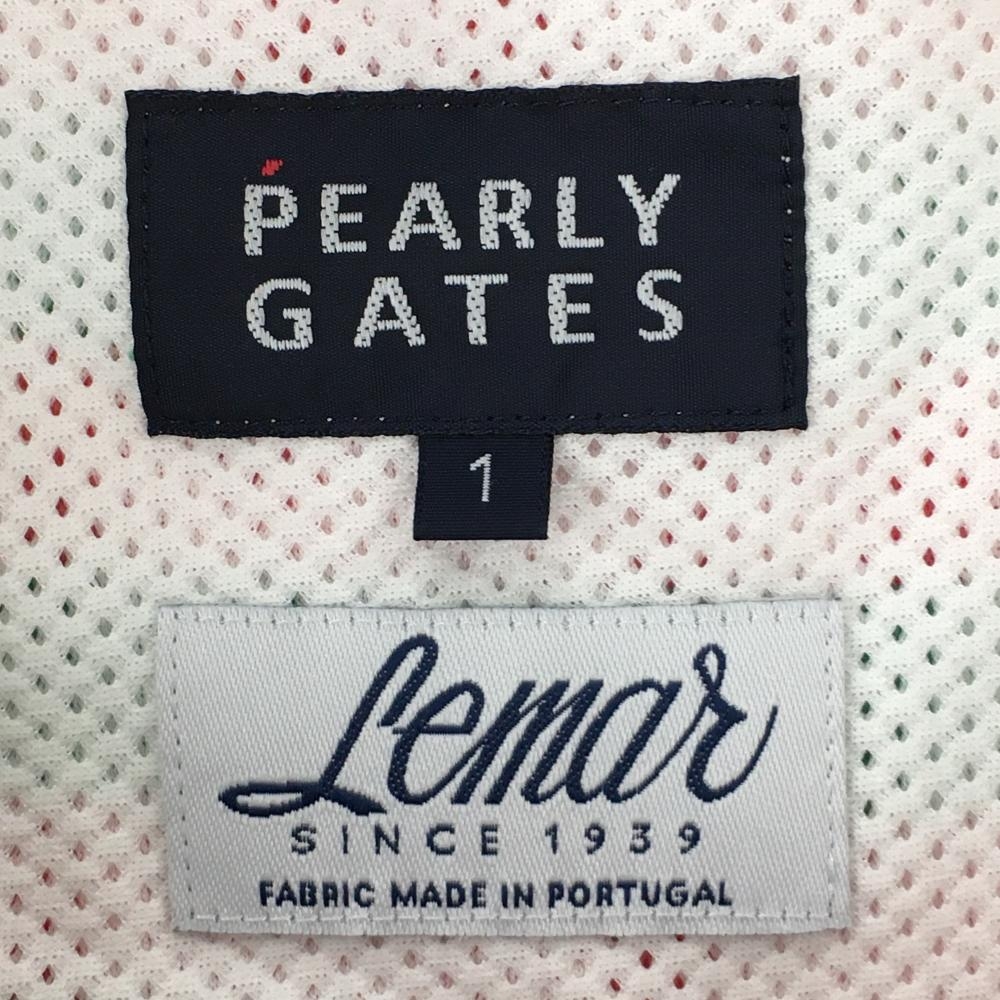 PEARLY
GATES
1
Lemar
SINCE 1939
FABRIC MADE IN PORTUGAL